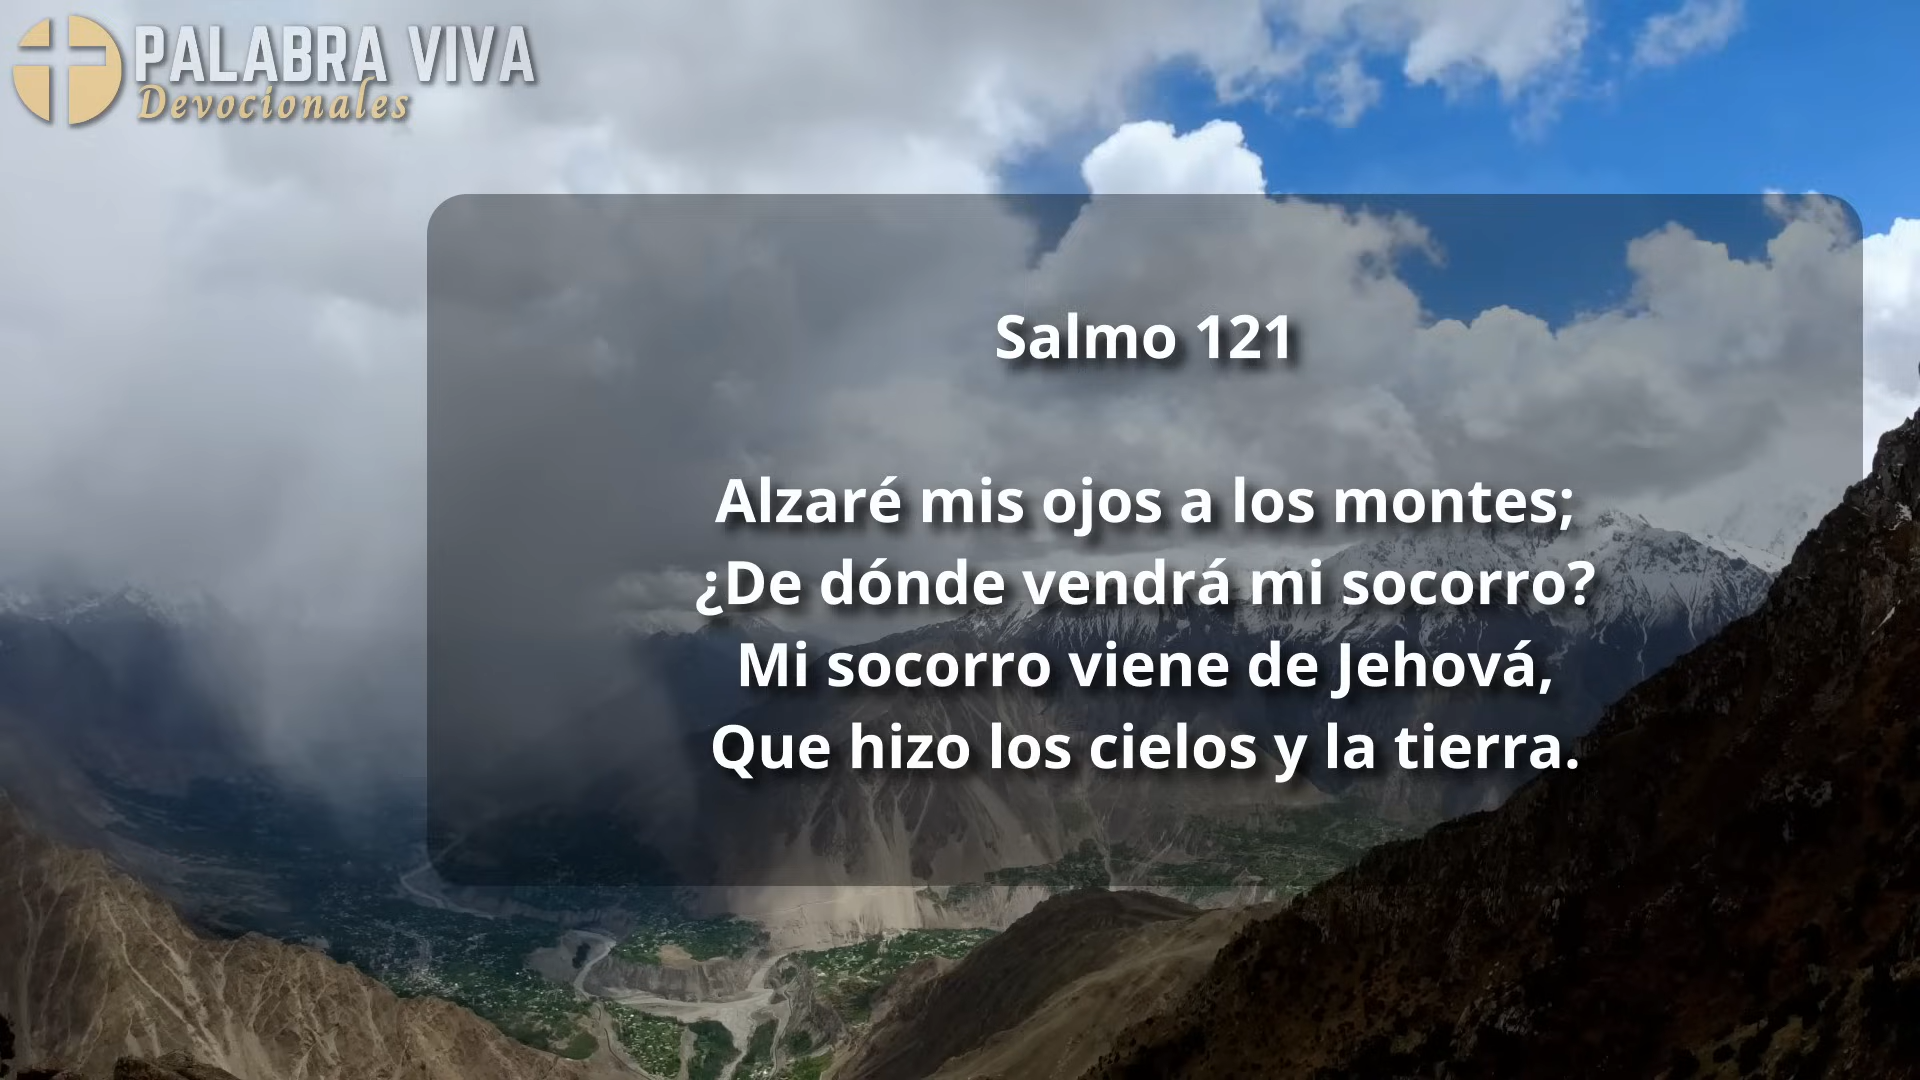 PALABRA VIVA
Devocionales
Salmo 121
Alzaré mis ojos a los montes;
¿De dónde vendrá mi socorro?
Mi socorro viene de Jehová,
Que hizo los cielos y la tierra.